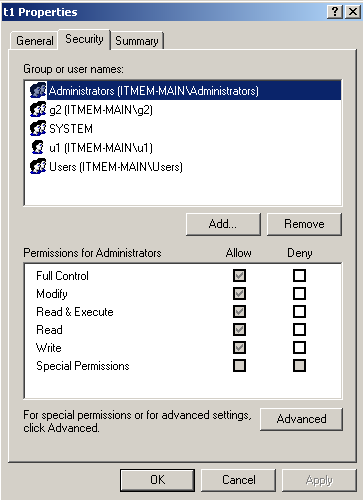 t1 Properties
General Security Summary
Group or user names:
Administrators (ITMEM-MAIN\Administrators)
g2 (ITMEM-MAIN\g2)
SYSTEM
u1 (ITMEM-MAIN\u1)
Users (ITMEM-MAIN\Users)
Add... Remove
Permissions for Administrators Allow Deny
Full Control
Modify
Read & Execute
Read
Write
Special Permissions
For special permissions or for advanced settings,
click Advanced.
Advanced
OK Cancel Apply